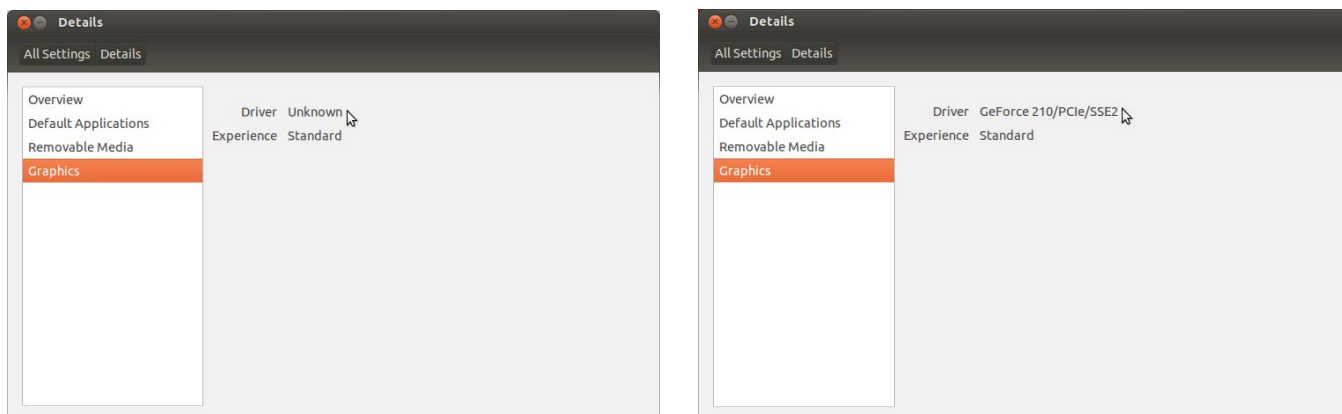 Details
All Settings Details
Overview
Default Applications
Removable Media
Graphics
Driver Unknown
Experience Standard
Details
All Settings Details
Overview
Default Applications
Removable Media
Graphics
Driver GeForce 210/PCIe/SSE2
Experience Standard